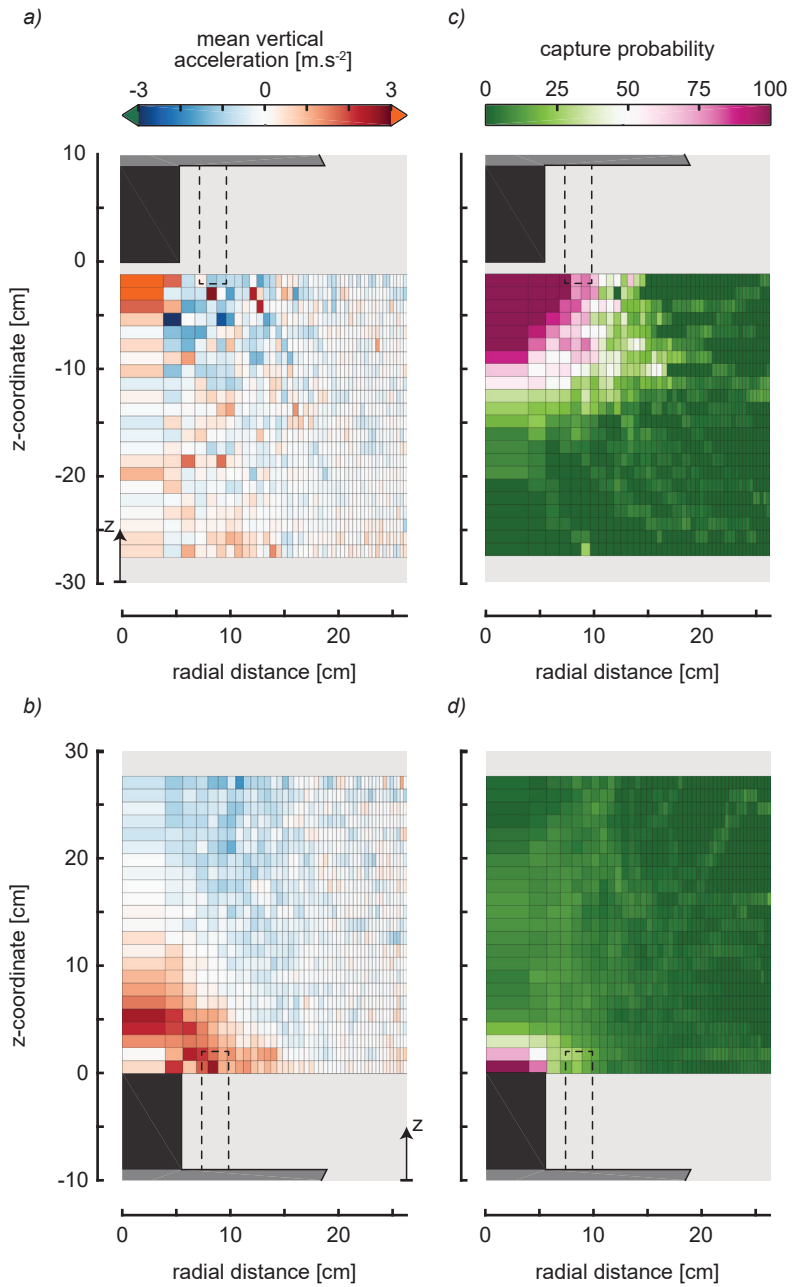 a)
c)
mean vertical
acceleration [m.s-2]
capture probability
-3 0 3
0 25 50 75 100
10
0
-10
-20
-30
z-coordinate [cm]
z
0 10 20
radial distance [cm]
0 10 20
radial distance [cm]
b)
d)
30
20
10
0
-10
z-coordinate [cm]
z
0 10 20
radial distance [cm]
0 10 20
radial distance [cm]